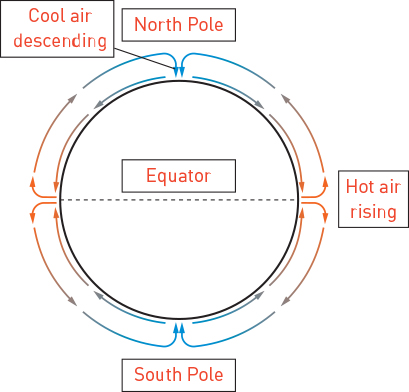 Cool air
descending
North Pole
Equator
Hot air
rising
South Pole